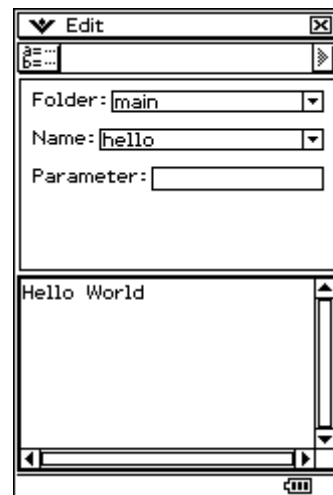 Edit
a=...
b=...
Folder: main
Name: hello
Parameter:
Hello World